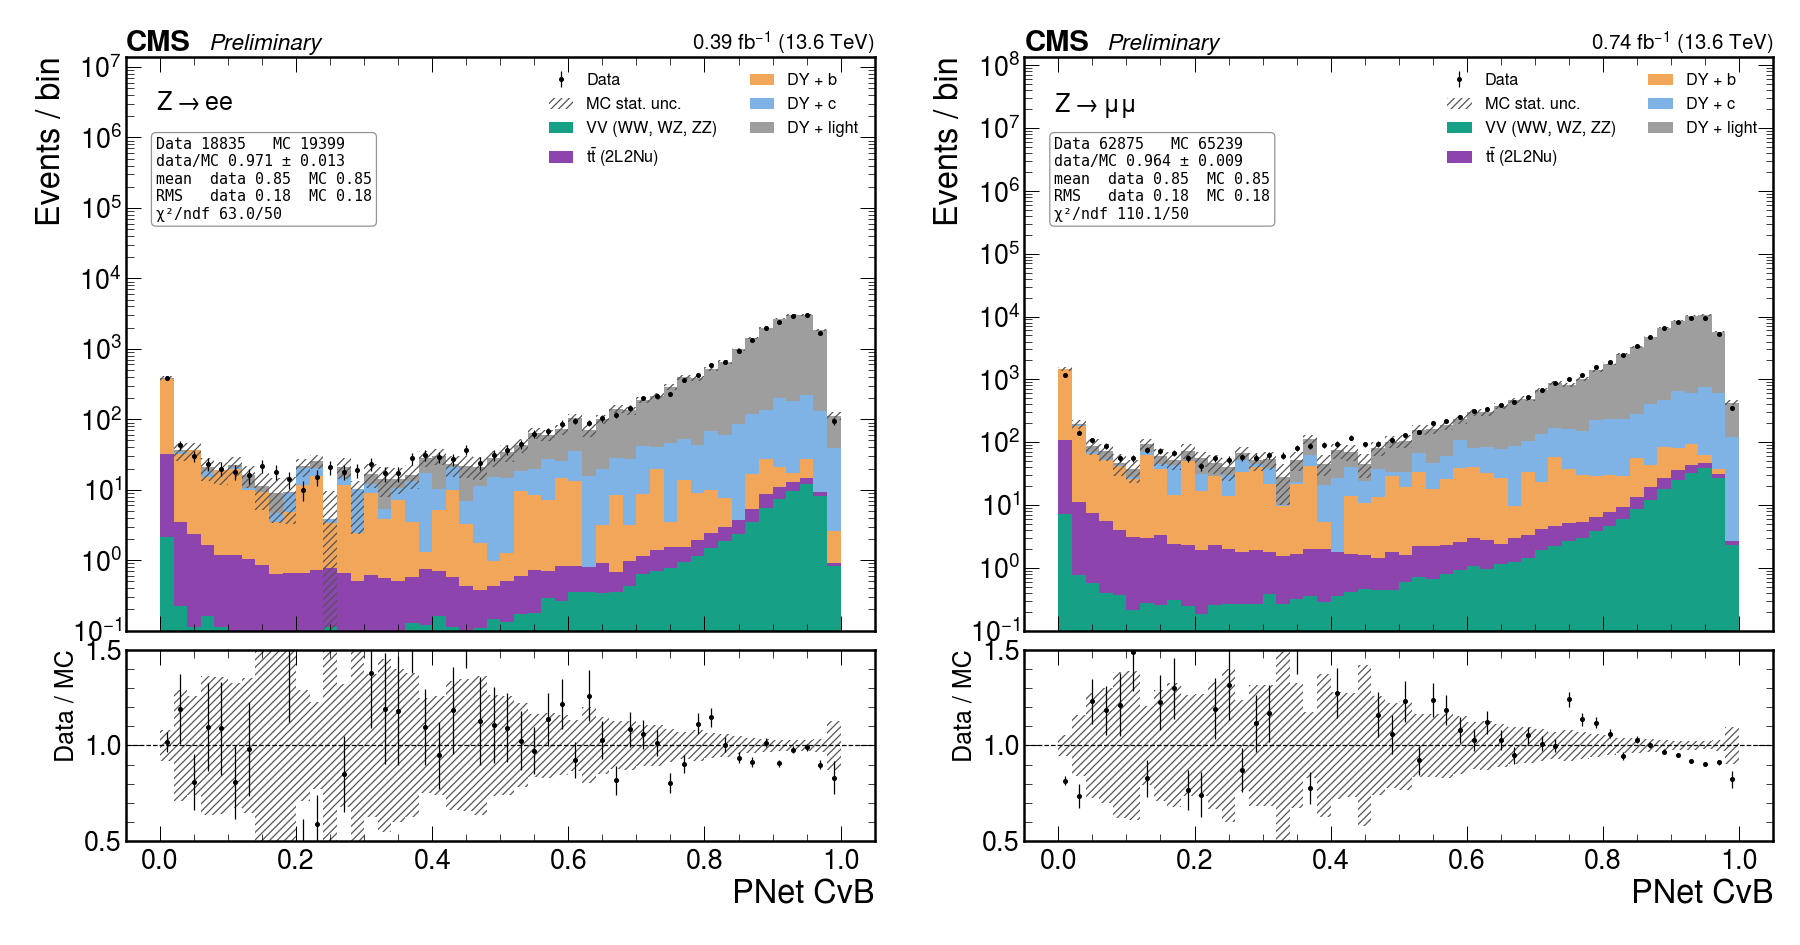 CMS Preliminary 0.39 fb⁻¹ (13.6 TeV)
Events / bin
Z → ee
Data 18835 MC 19399
data/MC 0.971 ± 0.013
mean data 0.85 MC 0.85
RMS data 0.18 MC 0.18
χ²/ndf 63.0/50
Data
MC stat. unc.
VV (WW, WZ, ZZ)
tt̄ (2L2Nu)
DY + b
DY + c
DY + light
10⁷
10⁶
10⁵
10⁴
10³
10²
10¹
10⁰
10⁻¹
Data / MC
1.5
1.0
0.5
0.0 0.2 0.4 0.6 0.8 1.0
PNet CvB
CMS Preliminary 0.74 fb⁻¹ (13.6 TeV)
Events / bin
Z → μμ
Data 62875 MC 65239
data/MC 0.964 ± 0.009
mean data 0.85 MC 0.85
RMS data 0.18 MC 0.18
χ²/ndf 110.1/50
Data
MC stat. unc.
VV (WW, WZ, ZZ)
tt̄ (2L2Nu)
DY + b
DY + c
DY + light
10⁸
10⁷
10⁶
10⁵
10⁴
10³
10²
10¹
10⁰
10⁻¹
Data / MC
1.5
1.0
0.5
0.0 0.2 0.4 0.6 0.8 1.0
PNet CvB